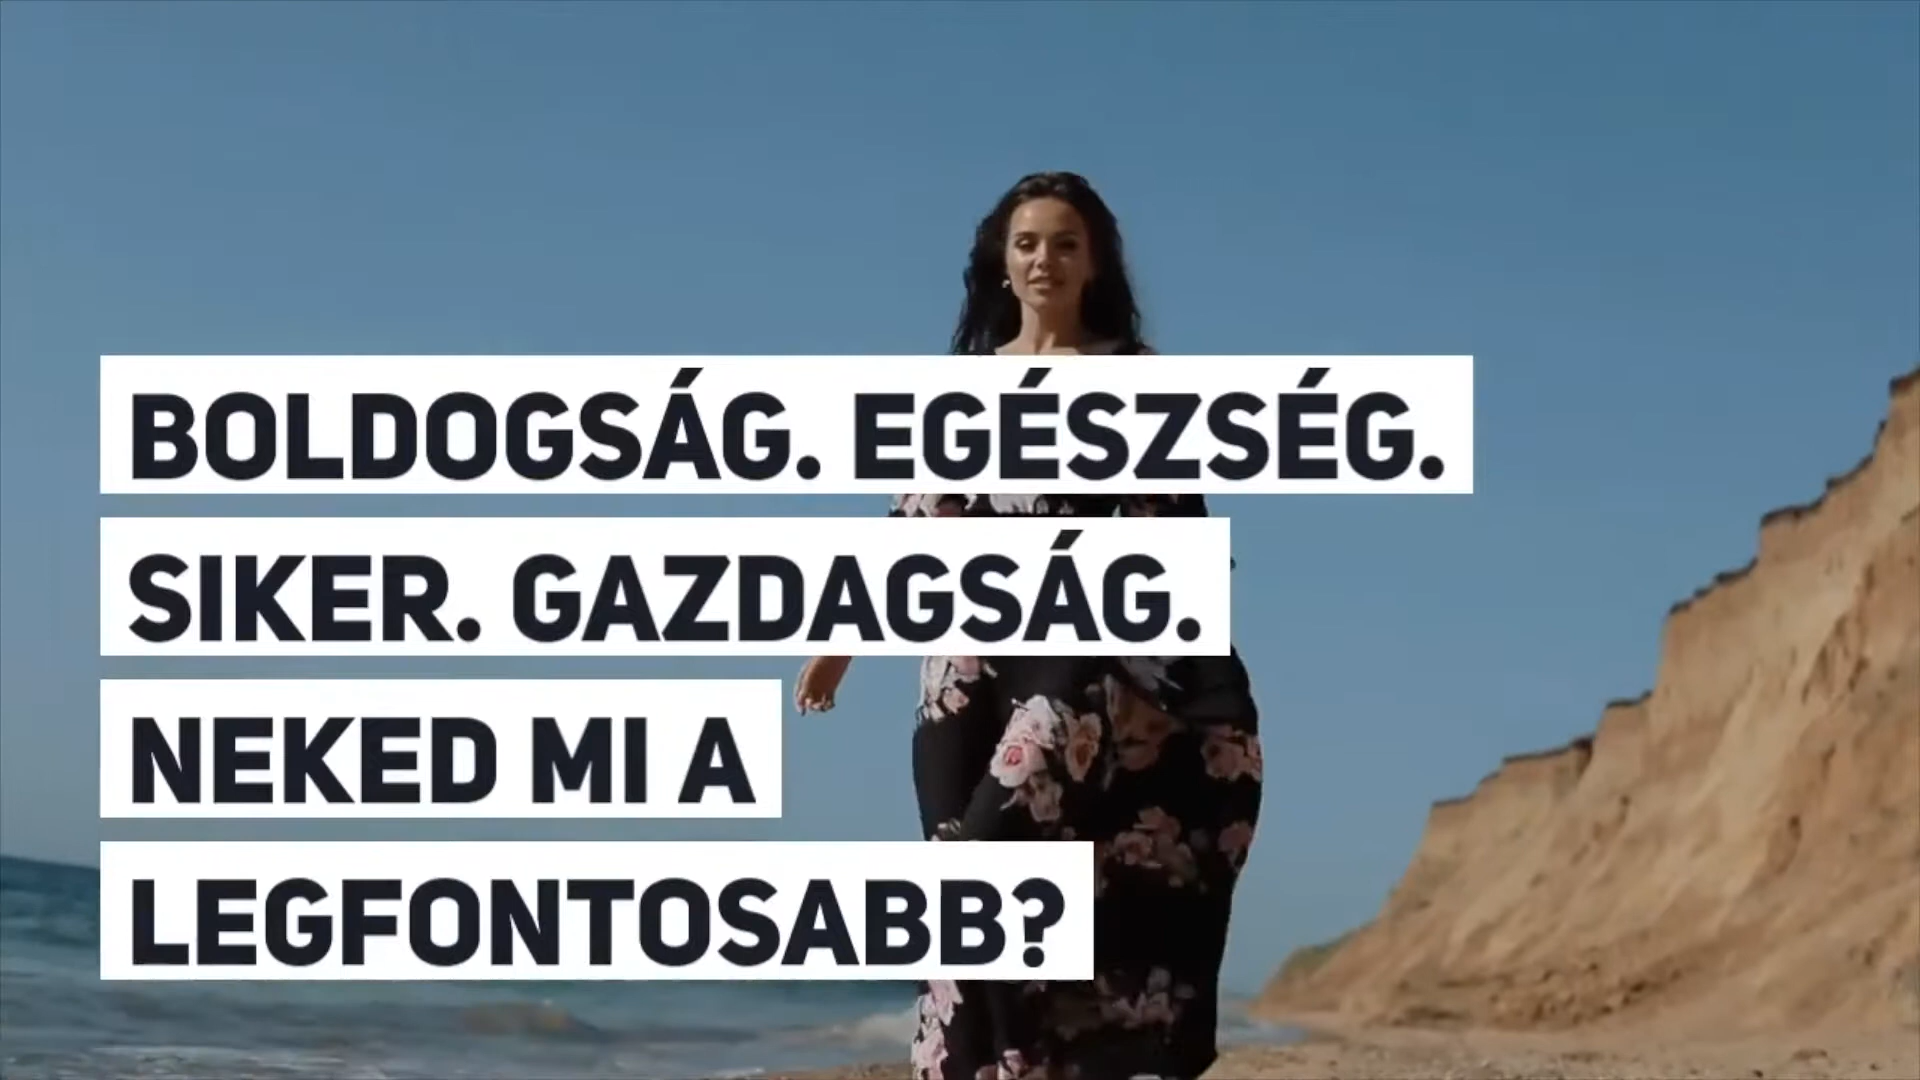 BOLDOGSÁG. EGÉSZSÉG.
SIKER. GAZDAGSÁG.
NEKED MI A
LEGFONTOSABB?